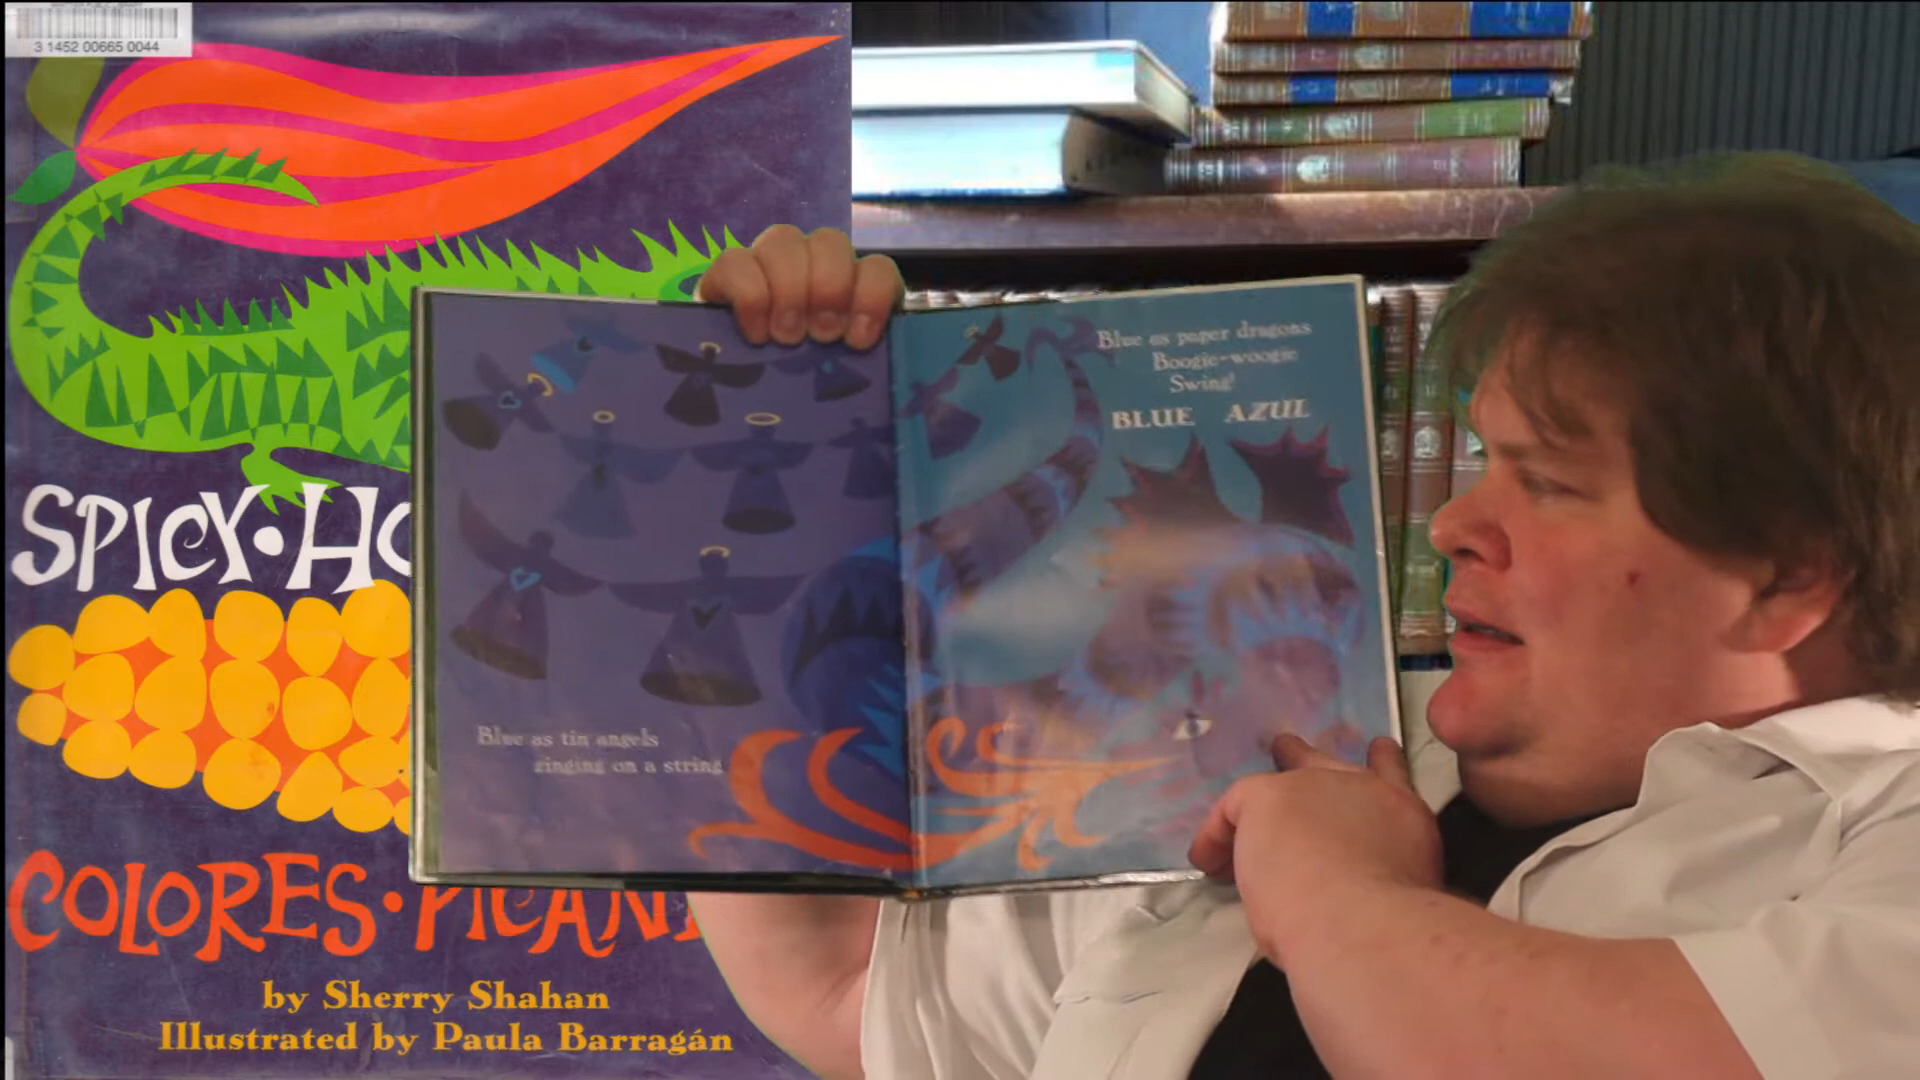 3 1452 00665 0044
SPICY•HO
COLORES•PICAN
by Sherry Shahan
Illustrated by Paula Barragán
Blue as tin angels
zinging on a string
Blue as paper dragons
Boogie-woogie
Swing!
BLUE AZUL